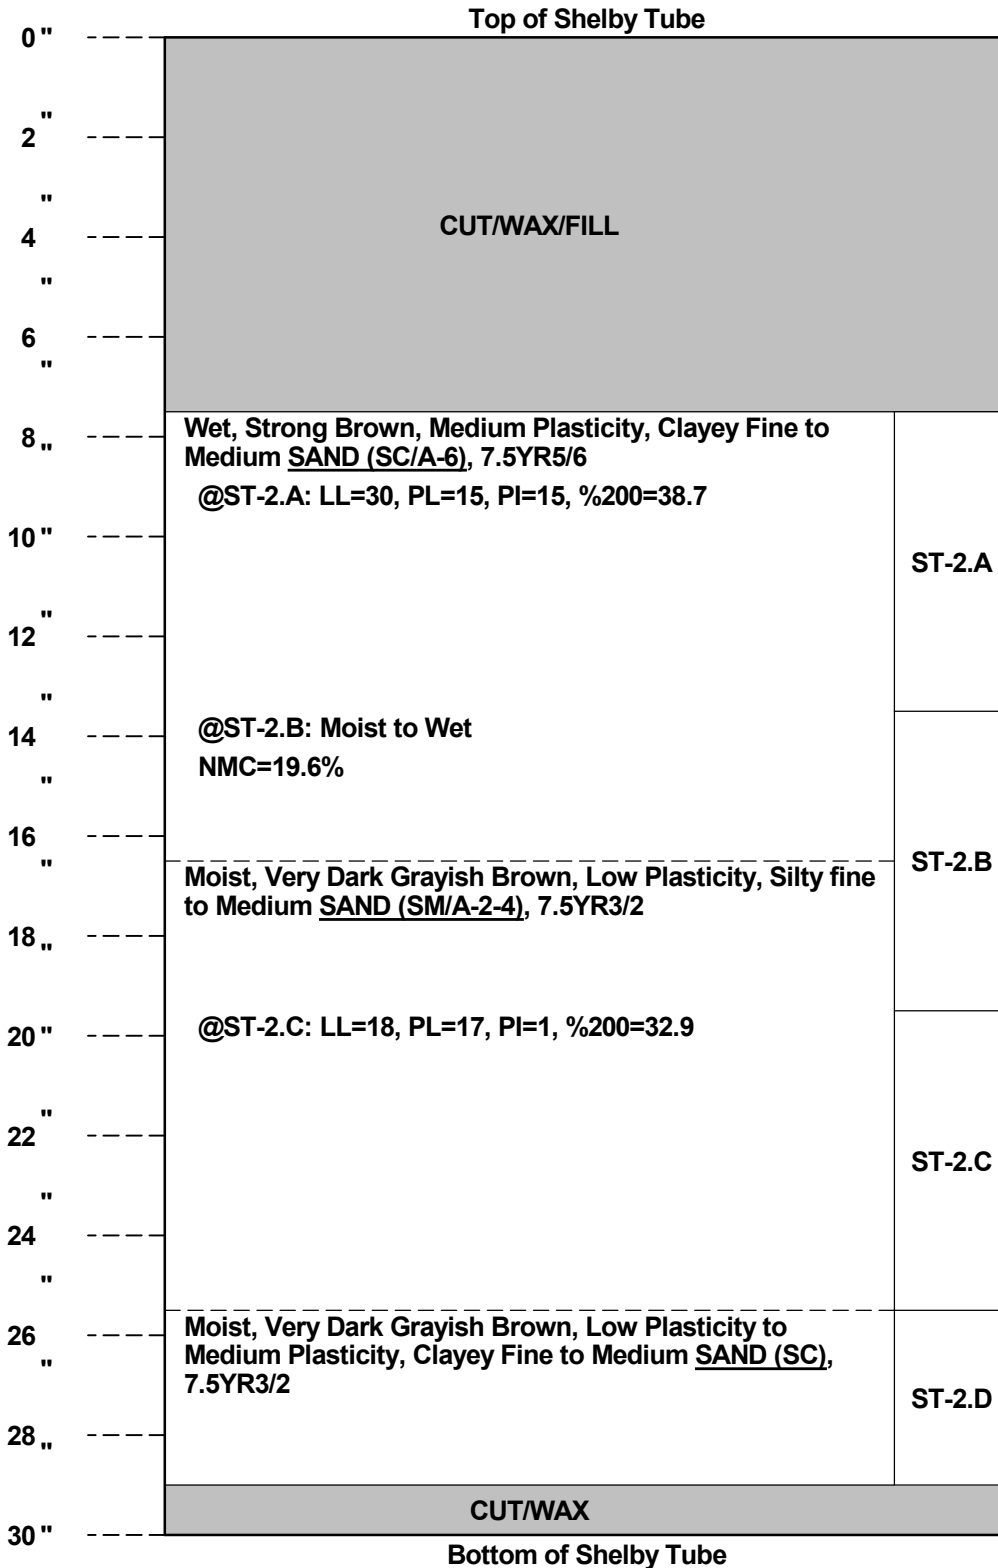 Top of Shelby Tube
0"
"
2
"
4
CUT/WAX/FILL
"
6
"
8"
Wet, Strong Brown, Medium Plasticity, Clayey Fine to
Medium SAND (SC/A-6), 7.5YR5/6
@ST-2.A: LL=30, PL=15, PI=15, %200=38.7
10"
ST-2.A
"
12
"
14
@ST-2.B: Moist to Wet
NMC=19.6%
"
16
"
ST-2.B
Moist, Very Dark Grayish Brown, Low Plasticity, Silty fine
to Medium SAND (SM/A-2-4), 7.5YR3/2
18"
20"
@ST-2.C: LL=18, PL=17, PI=1, %200=32.9
"
22
ST-2.C
"
24
"
26
Moist, Very Dark Grayish Brown, Low Plasticity to
"
Medium Plasticity, Clayey Fine to Medium SAND (SC),
7.5YR3/2
ST-2.D
28"
CUT/WAX
30"
Bottom of Shelby Tube